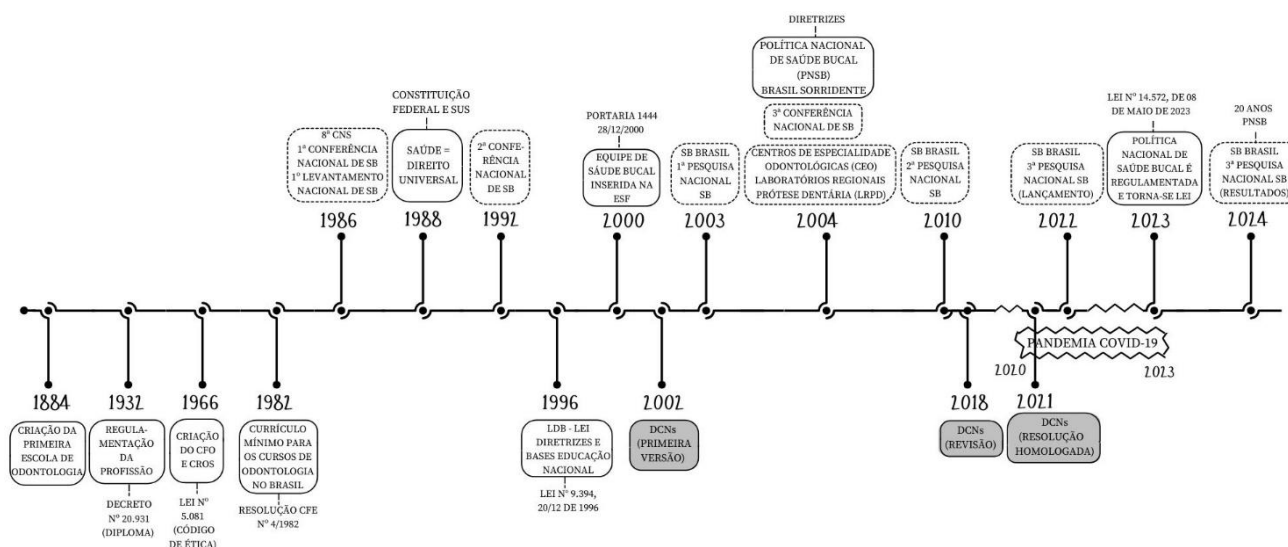 8ª CNS
1ª CONFERÊNCIA
NACIONAL DE SB
1º LEVANTAMENTO
NACIONAL DE SB
1986
CONSTITUIÇÃO
FEDERAL E SUS
SAÚDE =
DIREITO
UNIVERSAL
1988
2ª CONFE-
RÊNCIA
NACIONAL
DE SB
1992
PORTARIA 1444
28/12/2000
EQUIPE DE
SÁUDE BUCAL
INSERIDA NA
ESF
2000
SB BRASIL
1ª PESQUISA
NACIONAL
SB
2003
DIRETRIZES
POLÍTICA NACIONAL
DE SAÚDE BUCAL
(PNSB)
BRASIL SORRIDENTE
3ª CONFERÊNCIA
NACIONAL DE SB
CENTROS DE ESPECIALIDADE
ODONTOLÓGICAS (CEO)
LABORATÓRIOS REGIONAIS
PRÓTESE DENTÁRIA (LRPD)
2004
SB BRASIL
2ª PESQUISA
NACIONAL
SB
2010
SB BRASIL
3ª PESQUISA
NACIONAL SB
(LANÇAMENTO)
2022
LEI Nº 14.572, DE 08
DE MAIO DE 2023
POLÍTICA
NACIONAL DE
SAÚDE BUCAL É
REGULAMENTADA
E TORNA-SE LEI
2023
20 ANOS
PNSB
SB BRASIL
3ª PESQUISA
NACIONAL SB
(RESULTADOS)
2024
PANDEMIA COVID-19
2020
2023
1884
CRIAÇÃO DA
PRIMEIRA
ESCOLA DE
ODONTOLOGIA
1932
REGULA-
MENTAÇÃO
DA
PROFISSÃO
DECRETO
Nº 20.931
(DIPLOMA)
1966
CRIAÇÃO
DO CFO
E CROS
LEI Nº
5.081
(CÓDIGO
DE ÉTICA)
1982
CURRÍCULO
MÍNIMO PARA
OS CURSOS DE
ODONTOLOGIA
NO BRASIL
RESOLUÇÃO CFE
Nº 4/1982
1996
LDB - LEI
DIRETRIZES E
BASES EDUCAÇÃO
NACIONAL
LEI Nº 9.394,
20/12 DE 1996
2002
DCNs
(PRIMEIRA
VERSÃO)
2018
DCNs
(REVISÃO)
2021
DCNs
(RESOLUÇÃO
HOMOLOGADA)